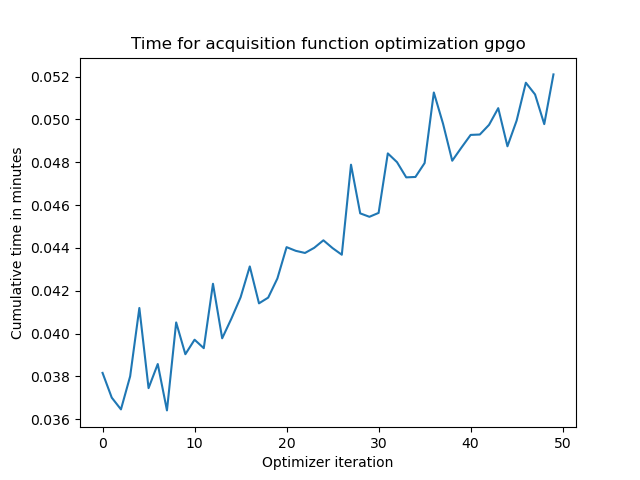 Time for acquisition function optimization gpgo
0.052
0.050
0.048
0.046
0.044
0.042
0.040
0.038
0.036
Cumulative time in minutes
0 10 20 30 40 50
Optimizer iteration